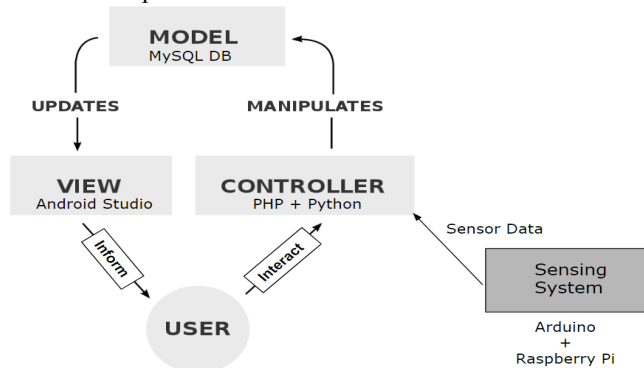 MODEL
MySQL DB
UPDATES
MANIPULATES
VIEW
Android Studio
CONTROLLER
PHP + Python
Sensor Data
Inform
Interact
Sensing
System
USER
Arduino
+
Raspberry Pi